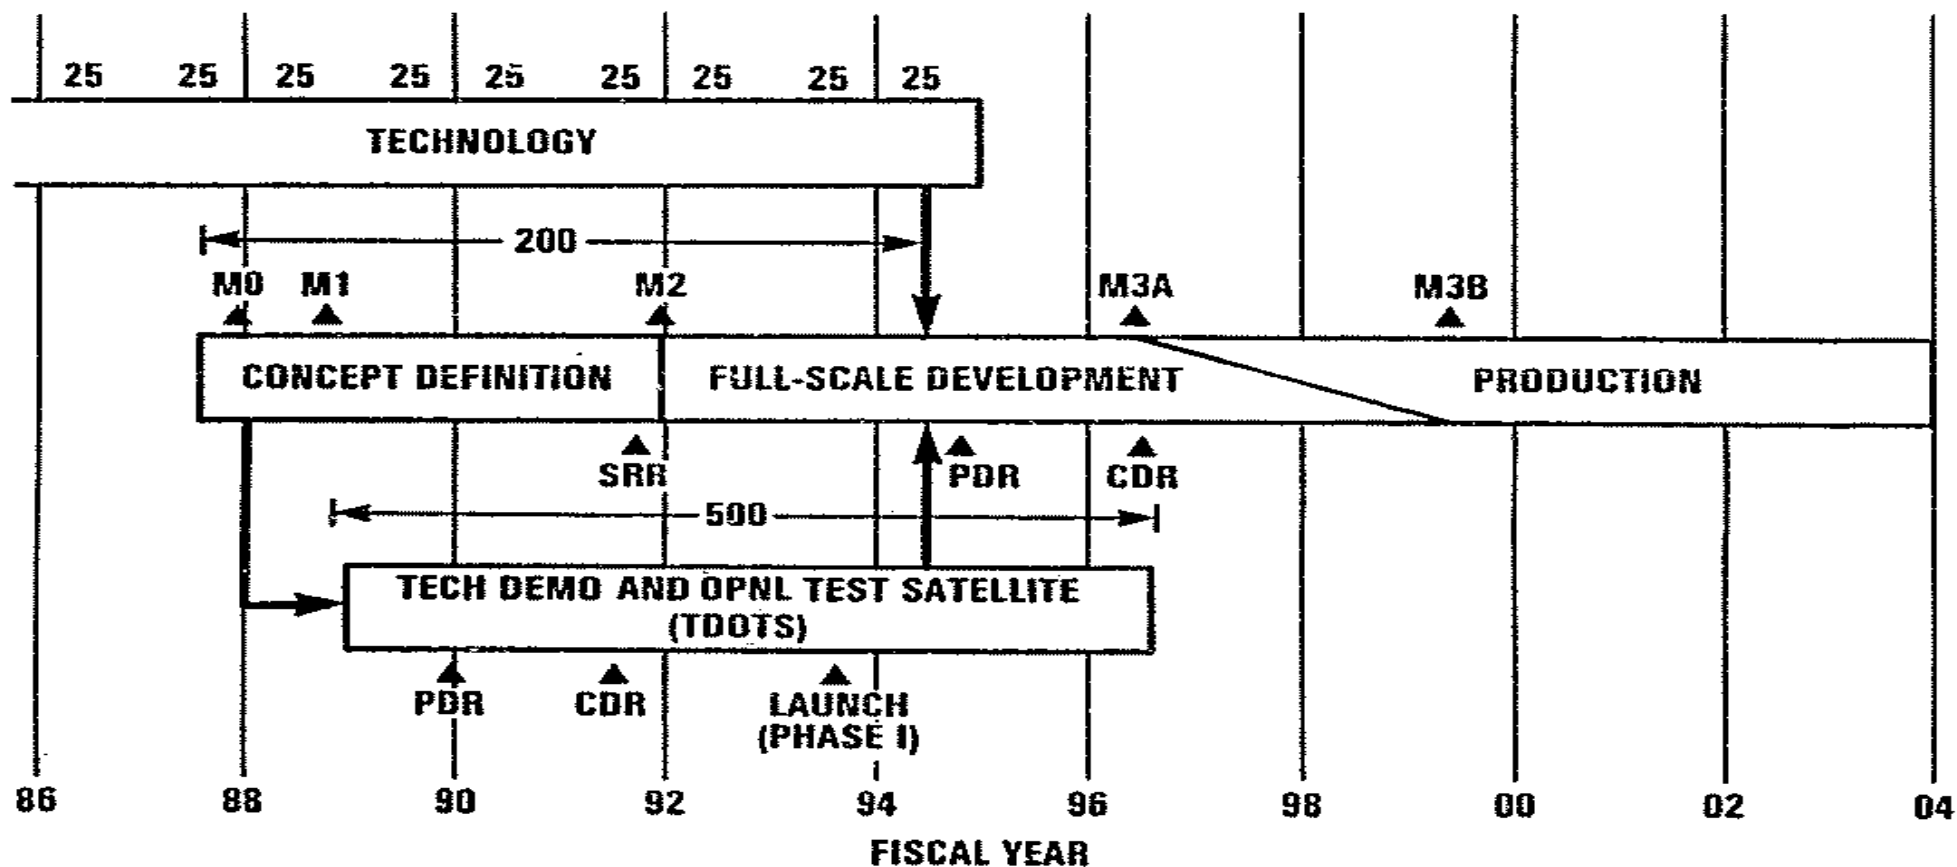 25 25 25 25 25 25 25 25 25
TECHNOLOGY
200
M0 M1 M2 M3A M3B
CONCEPT DEFINITION FULL-SCALE DEVELOPMENT PRODUCTION
SRR PDR CDR
500
TECH DEMO AND OPNL TEST SATELLITE
(TDOTS)
PDR CDR LAUNCH
(PHASE I)
86 88 90 92 94 96 98 00 02 04
FISCAL YEAR